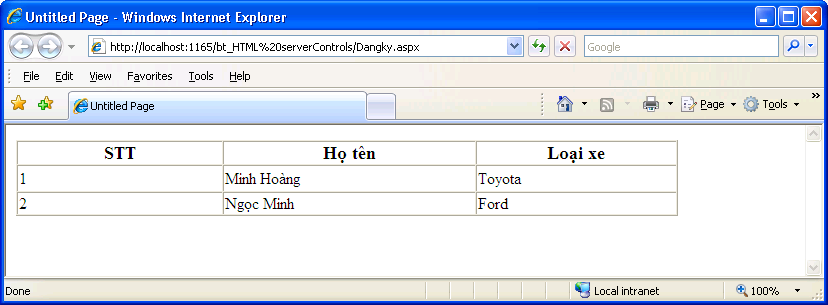 Untitled Page - Windows Internet Explorer
http://localhost:1165/bt_HTML%20serverControls/Dangky.aspx
Google
File Edit View Favorites Tools Help
Untitled Page
Page Tools »
STT Họ tên Loại xe
1 Minh Hoàng Toyota
2 Ngọc Minh Ford
Done Local intranet 100%